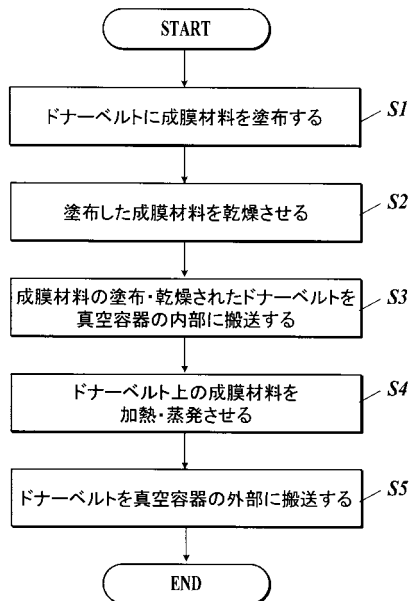 START
ドナーベルトに成膜材料を塗布する
S1
塗布した成膜材料を乾燥させる
S2
成膜材料の塗布・乾燥されたドナーベルトを
真空容器の内部に搬送する
S3
ドナーベルト上の成膜材料を
加熱・蒸発させる
S4
ドナーベルトを真空容器の外部に搬送する
S5
END